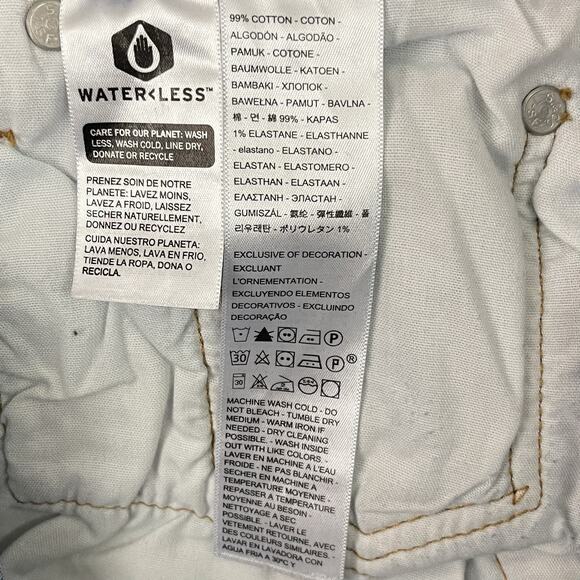 WATER<LESS™
CARE FOR OUR PLANET: WASH
LESS, WASH COLD, LINE DRY,
DONATE OR RECYCLE
PRENEZ SOIN DE NOTRE
PLANETE: LAVEZ MOINS,
LAVEZ A FROID, LAISSEZ
SECHER NATURELLEMENT,
DONNEZ OU RECYCLEZ
CUIDA NUESTRO PLANETA:
LAVA MENOS, LAVA EN FRIO,
TIENDE LA ROPA, DONA O
RECICLA.
99% COTTON - COTON -
ALGODÓN - ALGODÃO -
PAMUK - COTONE -
BAUMWOLLE - KATOEN -
BAMBAKI - ХЛОПОК -
BAWEŁNA - PAMUT - BAVLNA -
棉 - 면 - 綿 99% - KAPAS
1% ELASTANE - ELASTHANNE
- elastano - ELASTANO -
ELASTAN - ELASTOMERO -
ELASTHAN - ELASTAAN -
ΕΛΑΣΤΑΝΗ - ЭЛАСТАН -
GUMISZÁL - 氨纶 - 彈性纖維 - 폴
리우레탄 - ポリウレタン 1%
EXCLUSIVE OF DECORATION -
EXCLUANT
L'ORNEMENTATION -
EXCLUYENDO ELEMENTOS
DECORATIVOS - EXCLUINDO
DECORAÇÃO
P
30 P®
30
MACHINE WASH COLD - DO
NOT BLEACH - TUMBLE DRY
MEDIUM - WARM IRON IF
NEEDED - DRY CLEANING
POSSIBLE. - WASH INSIDE
OUT WITH LIKE COLORS. -
LAVER EN MACHINE À L'EAU
FROIDE - NE PAS BLANCHIR -
SECHER EN MACHINE À
TEMPERATURE MOYENNE -
REPASSER À TEMPERATURE
MOYENNE AU BESOIN -
NETTOYAGE A SEC
POSSIBLE. - LAVER LE
VETEMENT RETOURNE, AVEC
DES COULEURS SIMILAIRES. -
LAVAR EN LAVADORA CON
AGUA FRIA A 30ºC Y